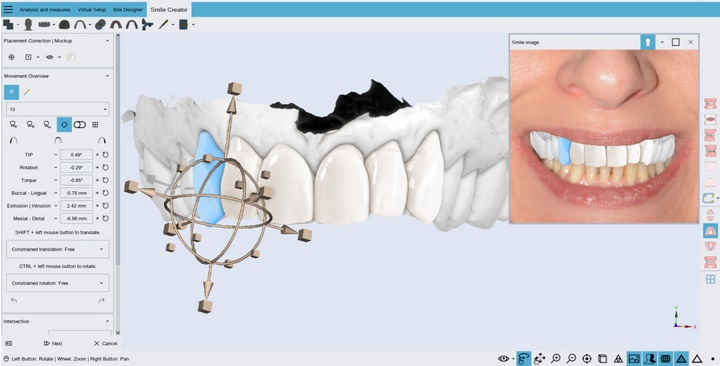 Analysis and measures Virtual Setup Bite Designer Smile Creator
Placement Correction | Mockup
Smile image
Movement Overview
13
TIP - 0.49° +
Rotation - -0.29° +
Torque - -0.65° +
Buccal - Lingual - -0.75 mm +
Extrusion | Intrusion - 2.42 mm +
Mesial - Distal - -6.56 mm +
SHIFT + left mouse button to translate.
Constrained translation: Free
CTRL + left mouse button to rotate.
Constrained rotation: Free
Intersection
Next Cancel
Left Button: Rotate | Wheel: Zoom | Right Button: Pan
Y
X